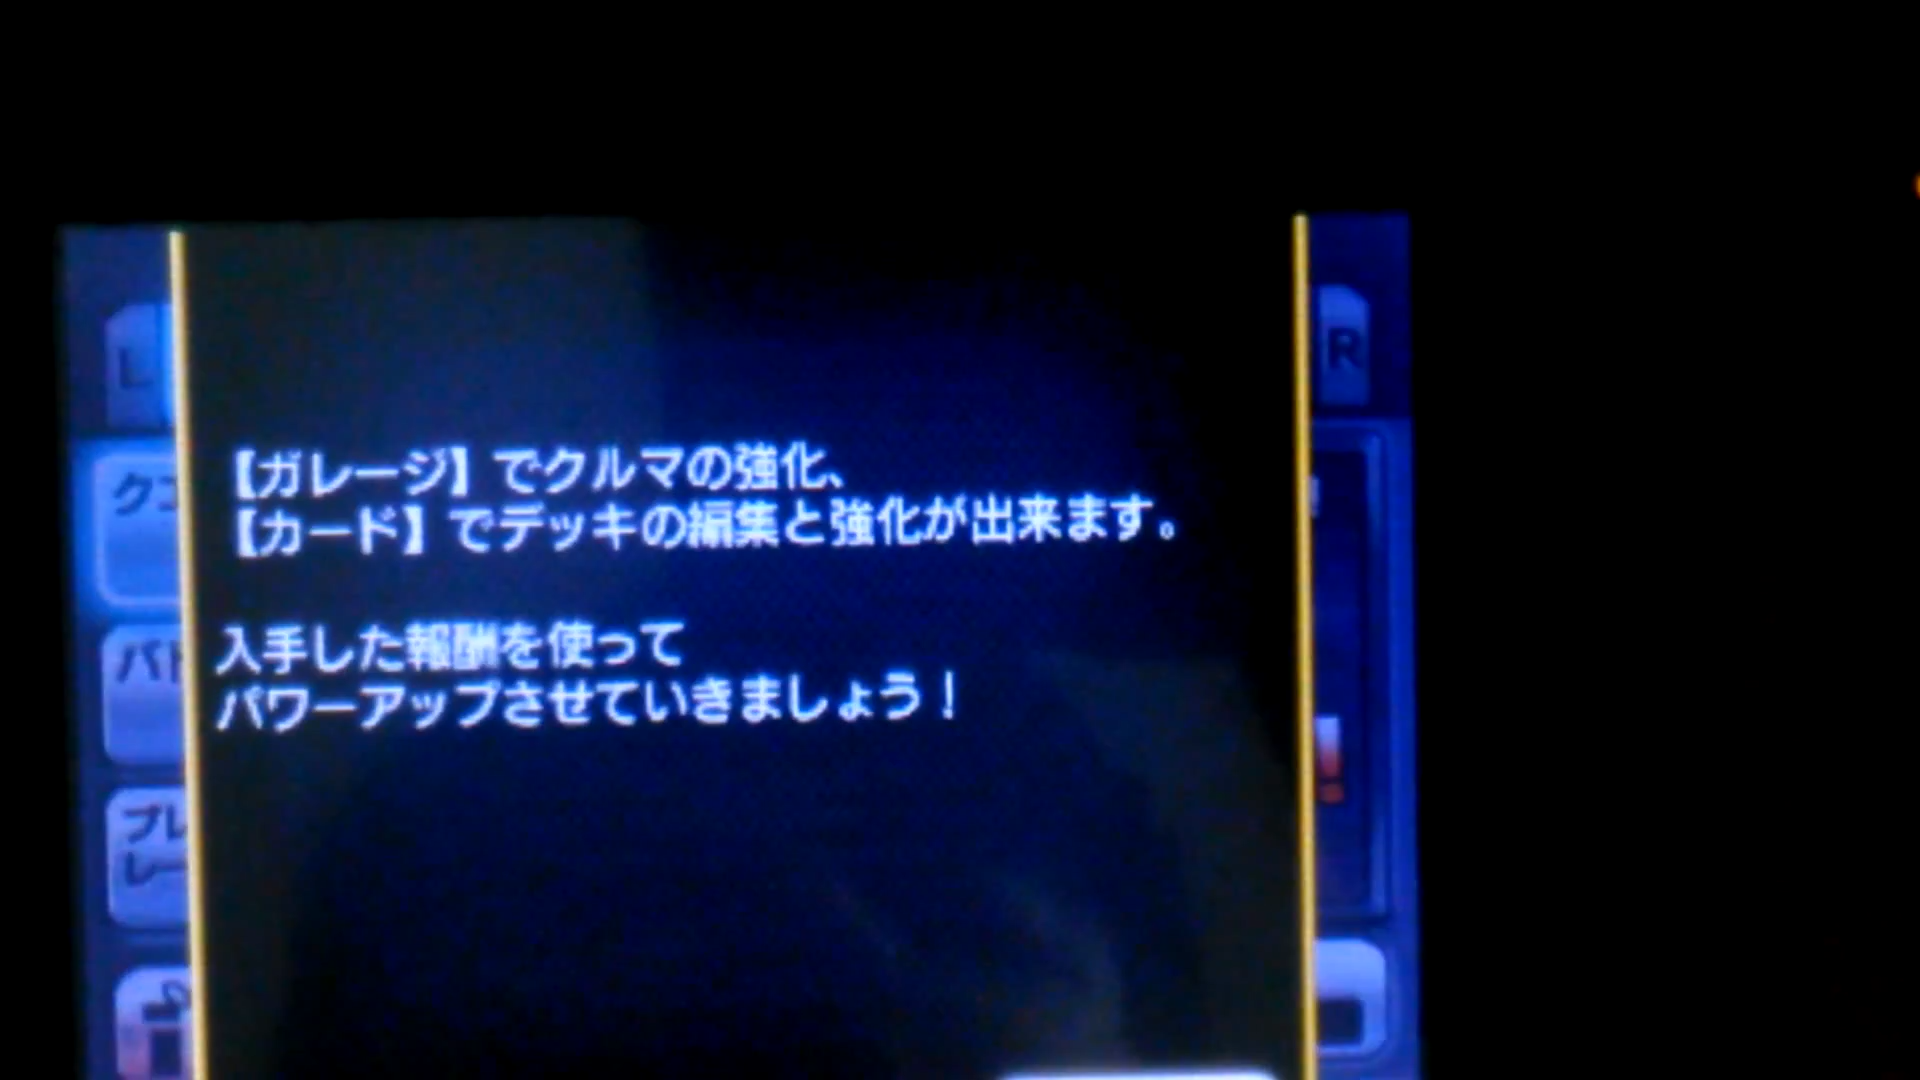 L
R
【ガレージ】でクルマの強化、
【カード】でデッキの編集と強化が出来ます。
入手した報酬を使って
パワーアップさせていきましょう！